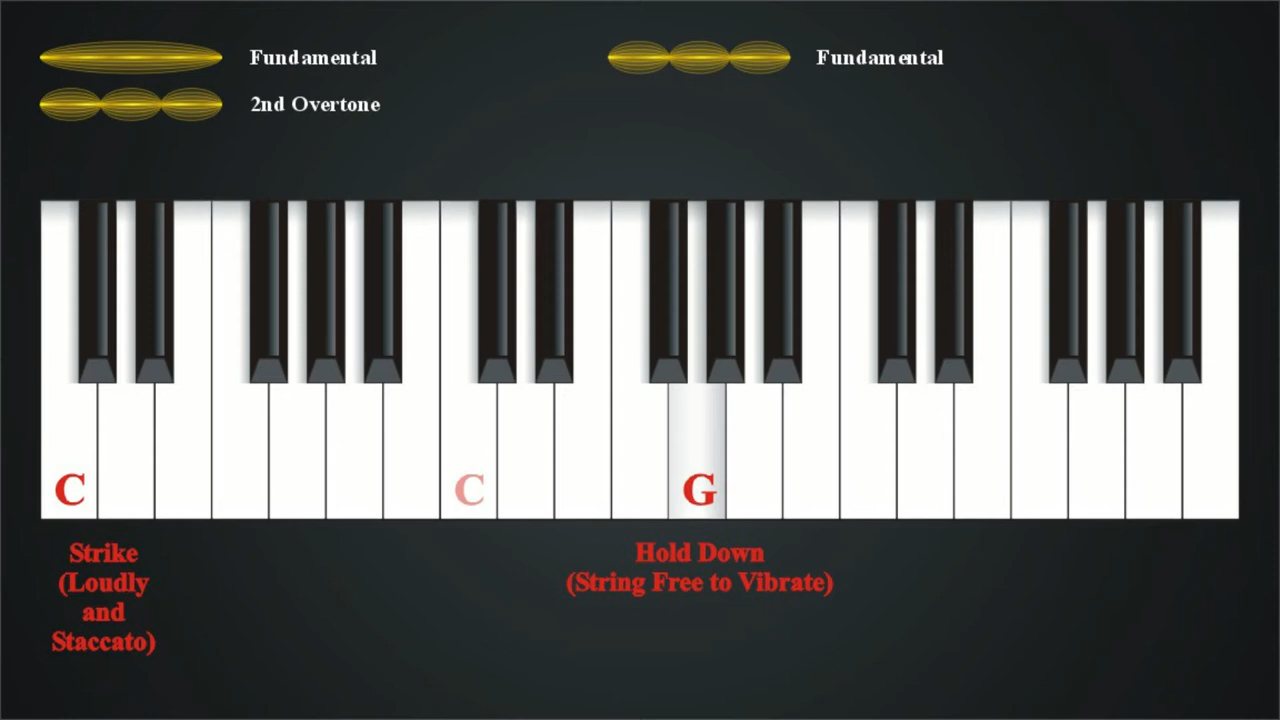 Fundamental
Fundamental
2nd Overtone
C
C
G
Strike
(Loudly
and
Staccato)
Hold Down
(String Free to Vibrate)